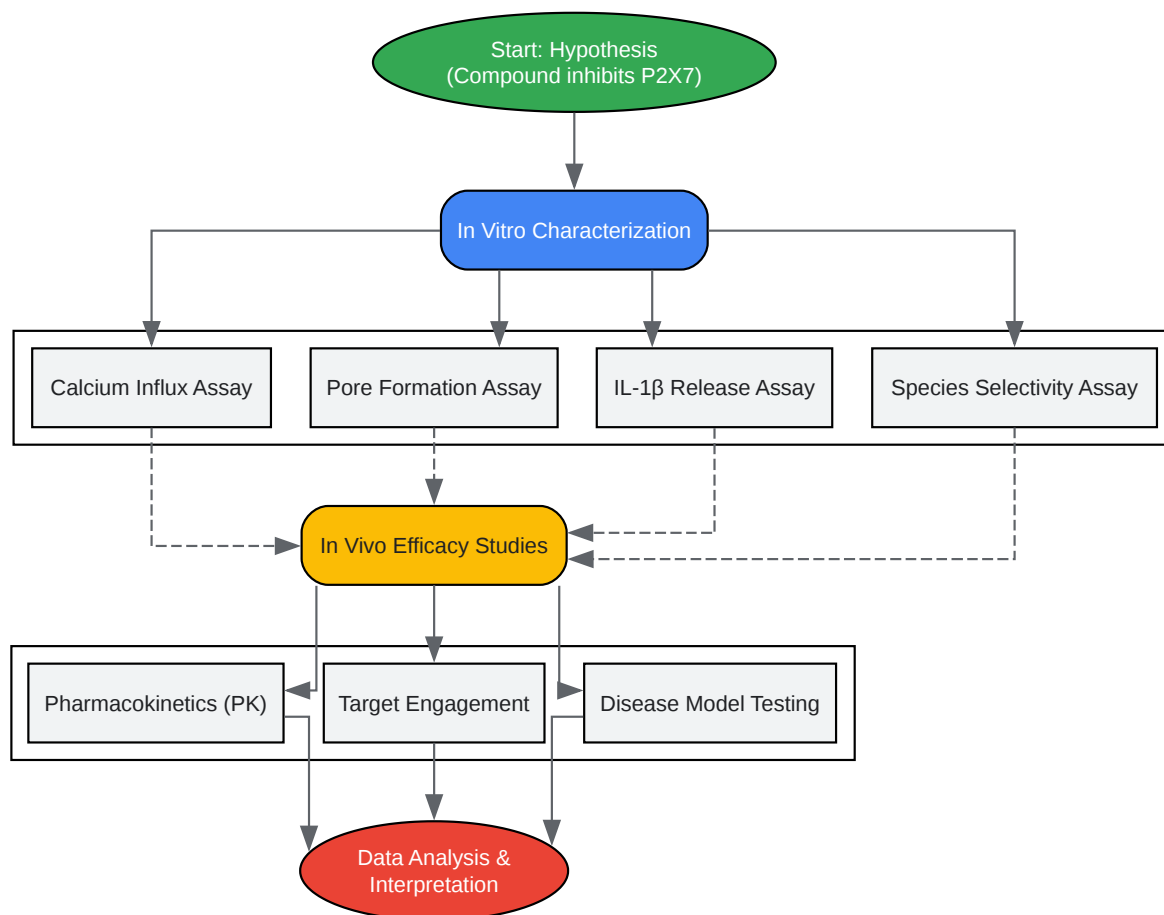 Start: Hypothesis
(Compound inhibits P2X7)
In Vitro Characterization
Calcium Influx Assay
Pore Formation Assay
IL-1β Release Assay
Species Selectivity Assay
In Vivo Efficacy Studies
Pharmacokinetics (PK)
Target Engagement
Disease Model Testing
Data Analysis &
Interpretation